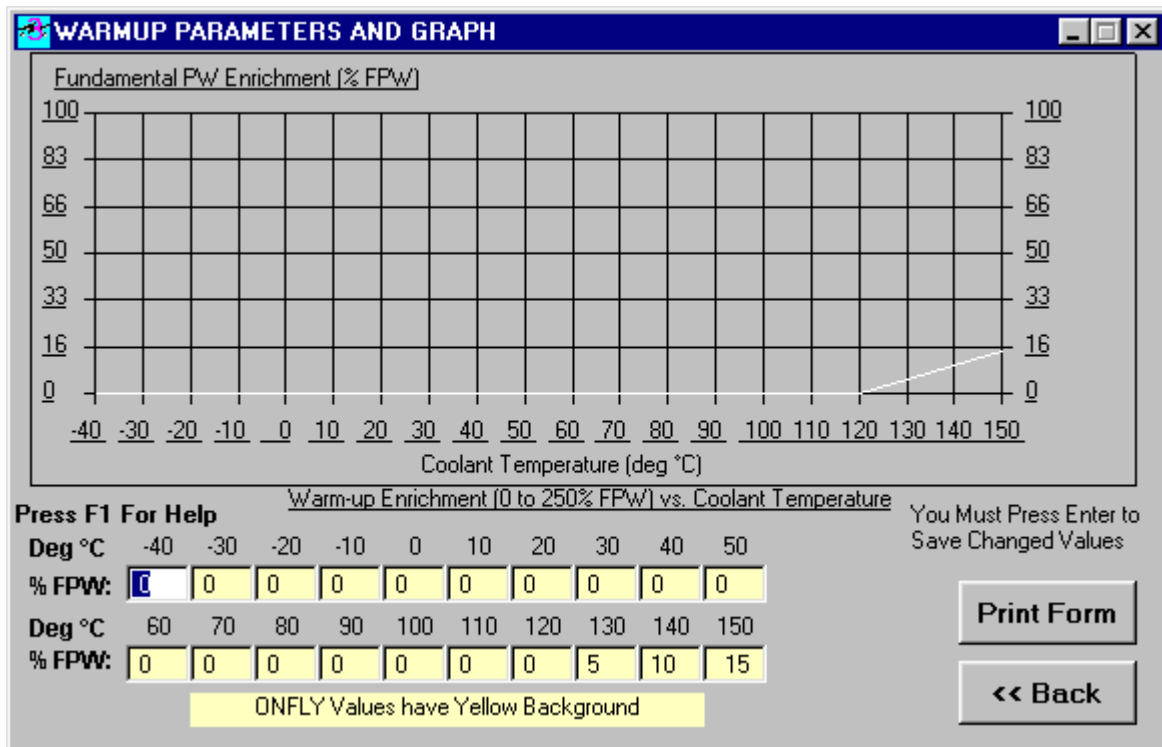 WARMUP PARAMETERS AND GRAPH
Fundamental PW Enrichment (% FPW)
100 100
83 83
66 66
50 50
33 33
16 16
0 0
-40 -30 -20 -10 0 10 20 30 40 50 60 70 80 90 100 110 120 130 140 150
Coolant Temperature (deg °C)
Warm-up Enrichment (0 to 250% FPW) vs. Coolant Temperature
Press F1 For Help
You Must Press Enter to
Save Changed Values
Deg °C -40 -30 -20 -10 0 10 20 30 40 50
% FPW: 0 0 0 0 0 0 0 0 0 0
Deg °C 60 70 80 90 100 110 120 130 140 150
% FPW: 0 0 0 0 0 0 0 5 10 15
ONFLY Values have Yellow Background
Print Form
<< Back